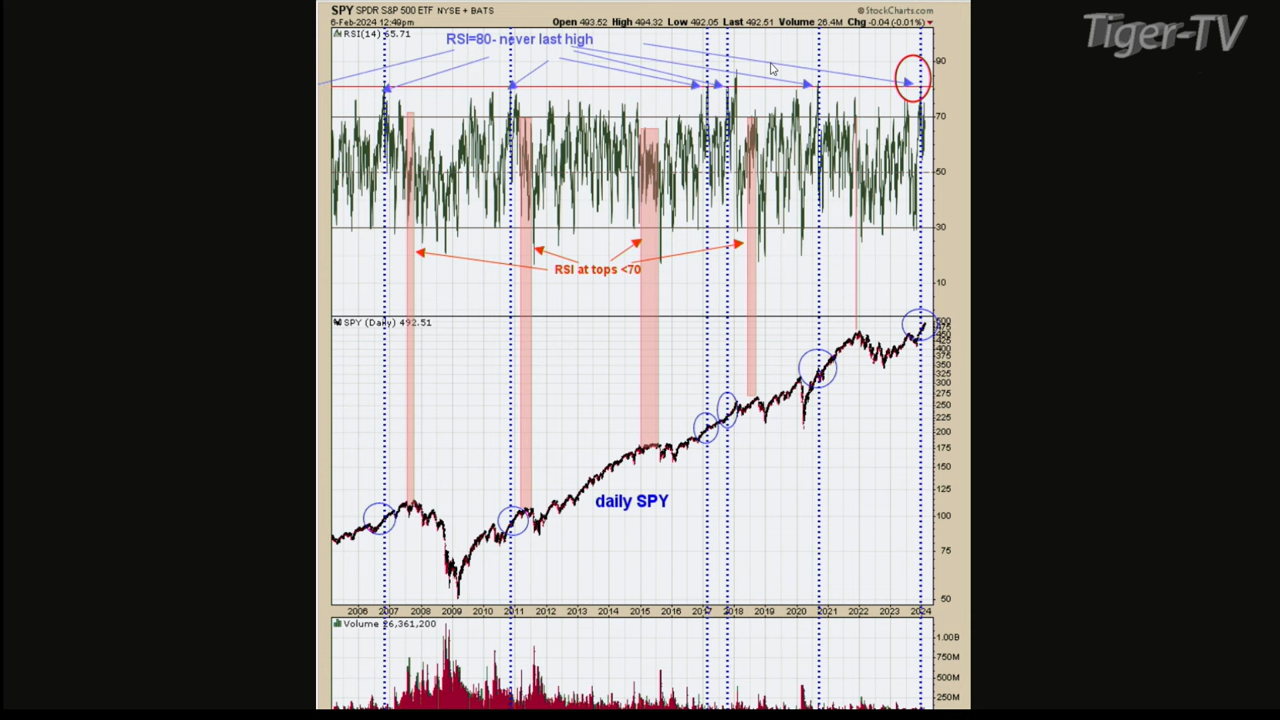 SPY SPDR S&P 500 ETF NYSE + BATS
© StockCharts.com
6-Feb-2024 12:49pm
Open 493.52 High 494.32 Low 492.05 Last 492.51 Volume 26.4M Chg -0.04 (-0.01%)
Tiger-TV
RSI(14) 65.71
RSI=80- never last high
90
70
50
30
RSI at tops <70
10
SPY (Daily) 492.51
500
475
450
425
400
375
350
325
300
275
250
225
200
175
150
125
daily SPY
100
75
50
2006 2007 2008 2009 2010 2011 2012 2013 2014 2015 2016 2017 2018 2019 2020 2021 2022 2023 2024
Volume 26,361,200
1.00B
750M
500M
250M